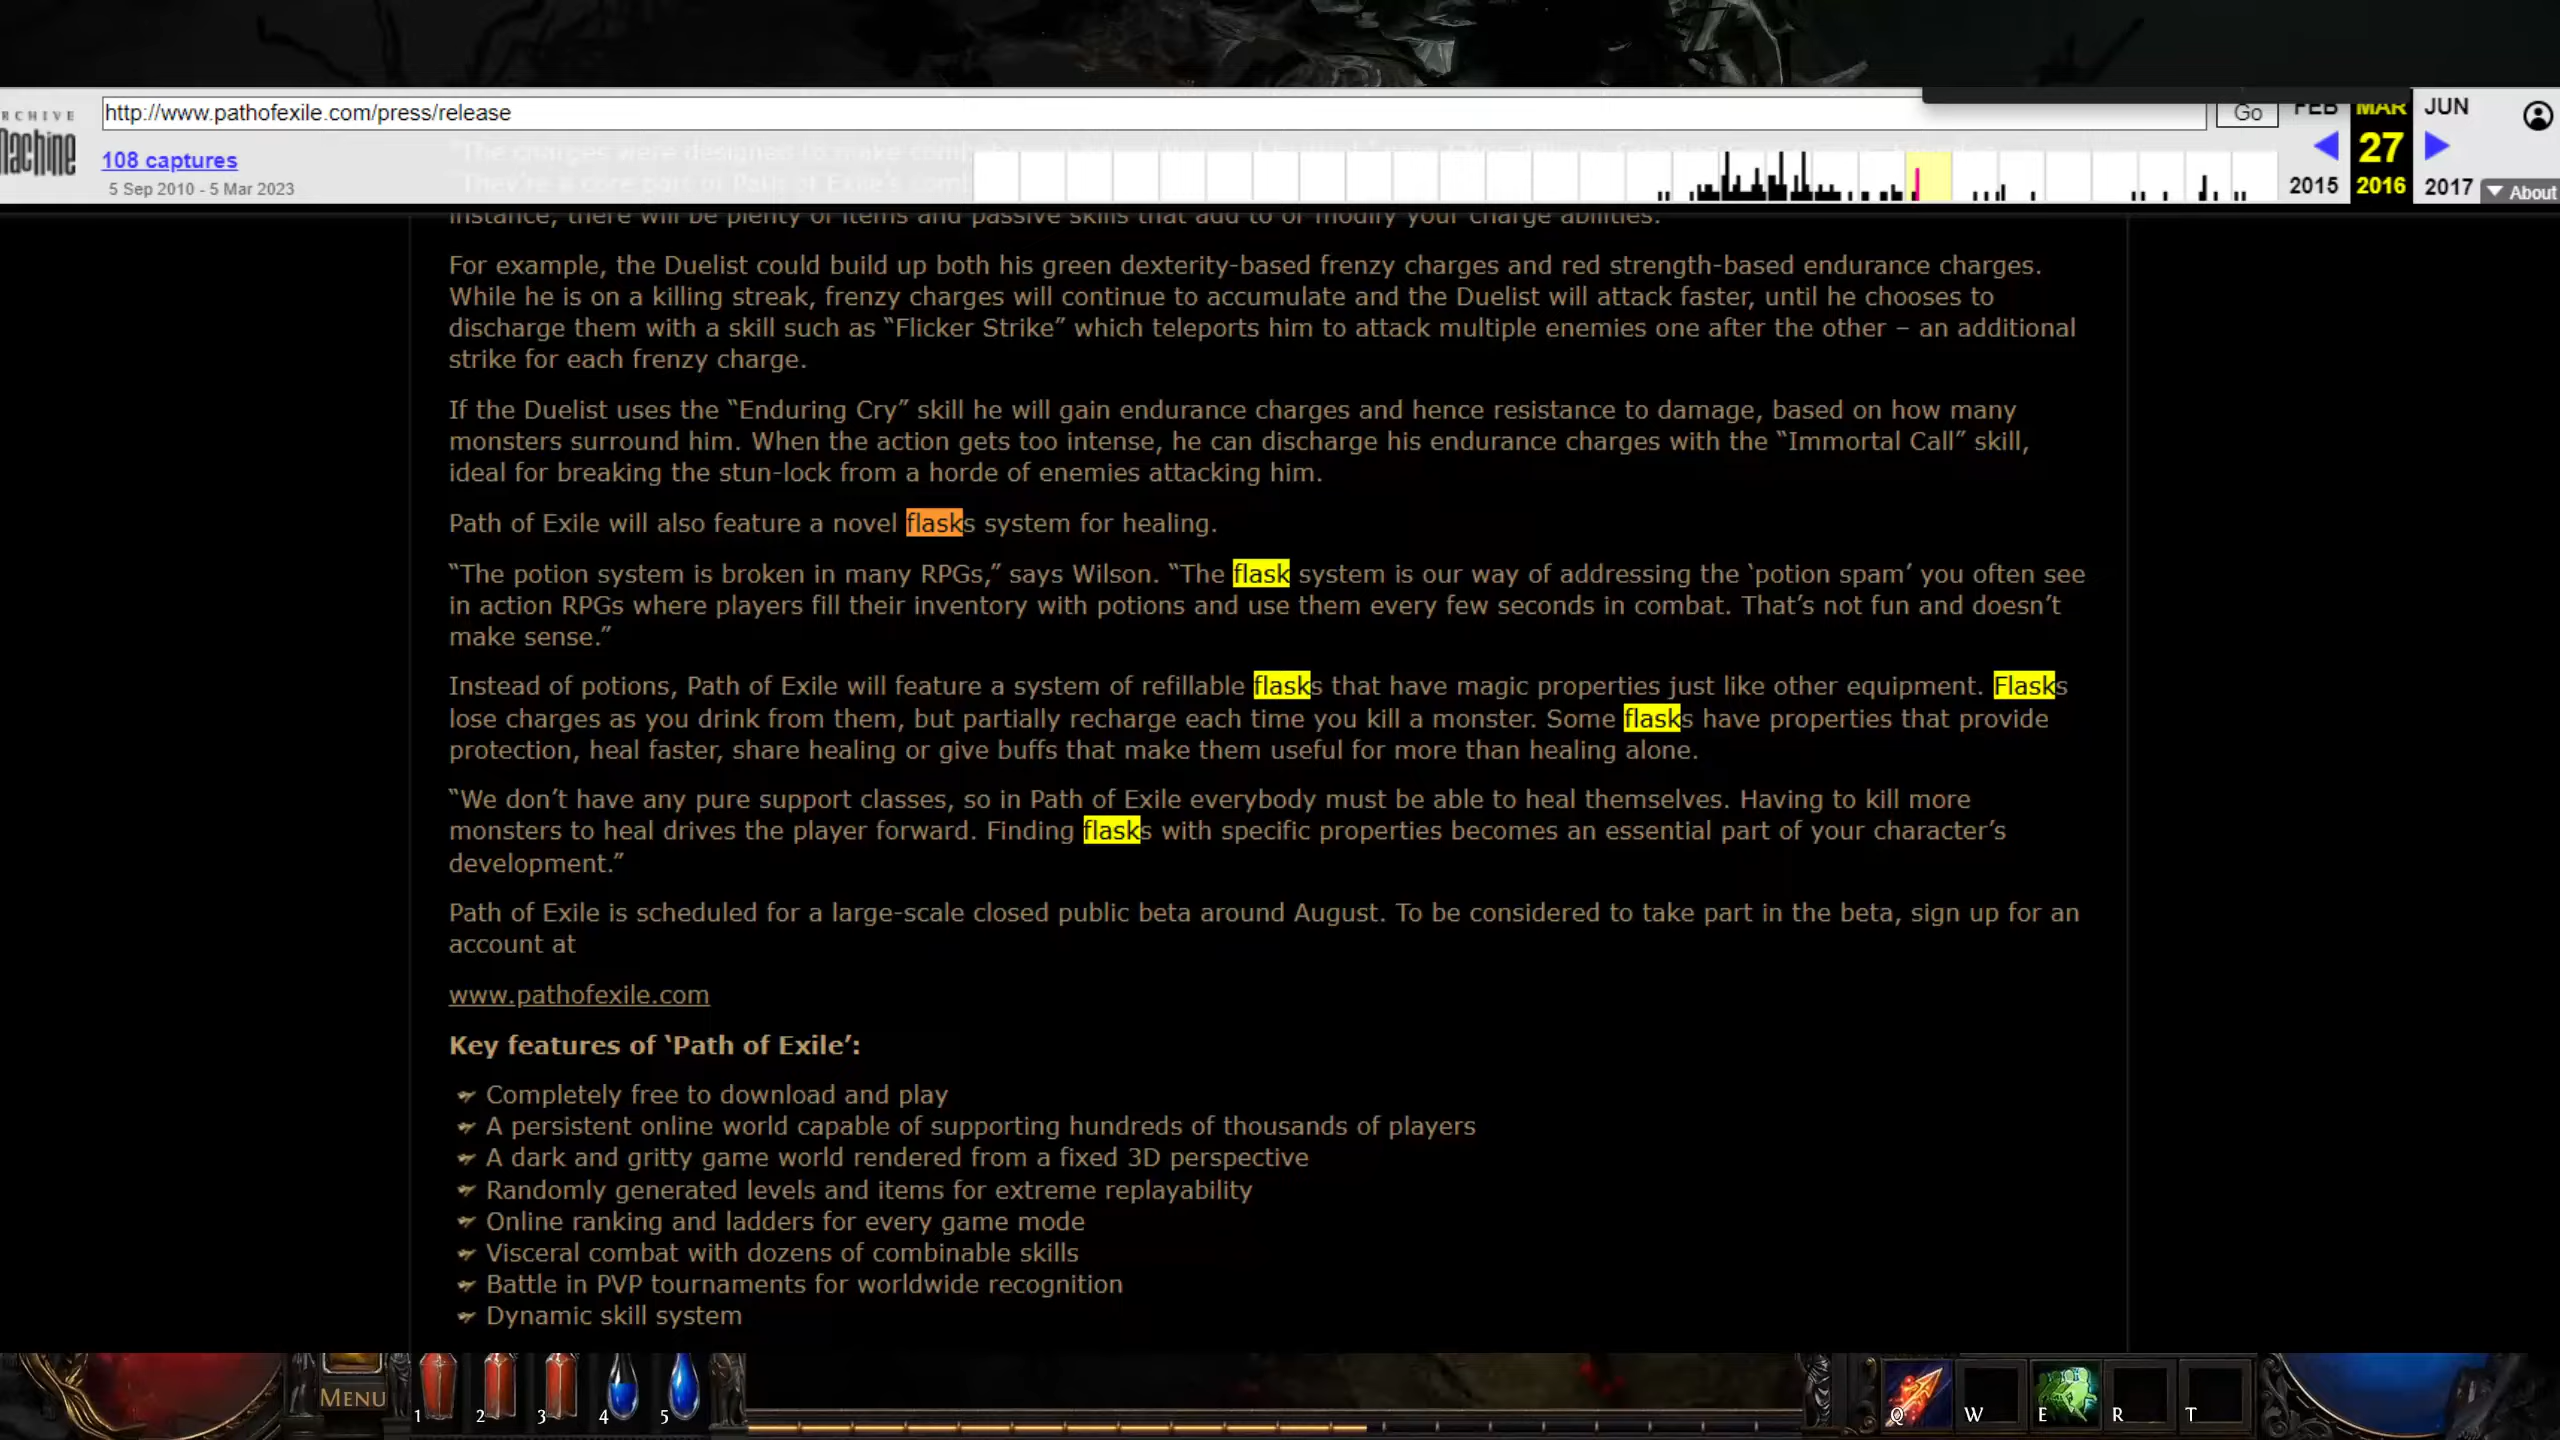 ARCHIVE
Machine
http://www.pathofexile.com/press/release
Go
FEB
MAR
JUN
108 captures
27
5 Sep 2010 - 5 Mar 2023
2015
2016
2017
About
instance, there will be plenty of items and passive skills that add to or modify your charge abilities.
For example, the Duelist could build up both his green dexterity-based frenzy charges and red strength-based endurance charges.
While he is on a killing streak, frenzy charges will continue to accumulate and the Duelist will attack faster, until he chooses to
discharge them with a skill such as “Flicker Strike” which teleports him to attack multiple enemies one after the other – an additional
strike for each frenzy charge.
If the Duelist uses the “Enduring Cry” skill he will gain endurance charges and hence resistance to damage, based on how many
monsters surround him. When the action gets too intense, he can discharge his endurance charges with the “Immortal Call” skill,
ideal for breaking the stun-lock from a horde of enemies attacking him.
Path of Exile will also feature a novel flasks system for healing.
“The potion system is broken in many RPGs,” says Wilson. “The flask system is our way of addressing the ‘potion spam’ you often see
in action RPGs where players fill their inventory with potions and use them every few seconds in combat. That’s not fun and doesn’t
make sense.”
Instead of potions, Path of Exile will feature a system of refillable flasks that have magic properties just like other equipment. Flasks
lose charges as you drink from them, but partially recharge each time you kill a monster. Some flasks have properties that provide
protection, heal faster, share healing or give buffs that make them useful for more than healing alone.
“We don’t have any pure support classes, so in Path of Exile everybody must be able to heal themselves. Having to kill more
monsters to heal drives the player forward. Finding flasks with specific properties becomes an essential part of your character’s
development.”
Path of Exile is scheduled for a large-scale closed public beta around August. To be considered to take part in the beta, sign up for an
account at
www.pathofexile.com
Key features of ‘Path of Exile’:
Completely free to download and play
A persistent online world capable of supporting hundreds of thousands of players
A dark and gritty game world rendered from a fixed 3D perspective
Randomly generated levels and items for extreme replayability
Online ranking and ladders for every game mode
Visceral combat with dozens of combinable skills
Battle in PVP tournaments for worldwide recognition
Dynamic skill system
MENU
1 2 3 4 5
Q W E R T